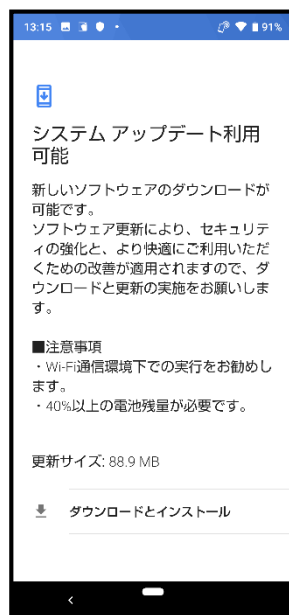 13:15
91%
システム アップデート利用
可能
新しいソフトウェアのダウンロードが
可能です。
ソフトウェア更新により、セキュリテ
ィの強化と、より快適にご利用いただ
くための改善が適用されますので、ダ
ウンロードと更新の実施をお願いしま
す。
■注意事項
・Wi-Fi通信環境下での実行をお勧めし
ます。
・40%以上の電池残量が必要です。
更新サイズ: 88.9 MB
ダウンロードとインストール